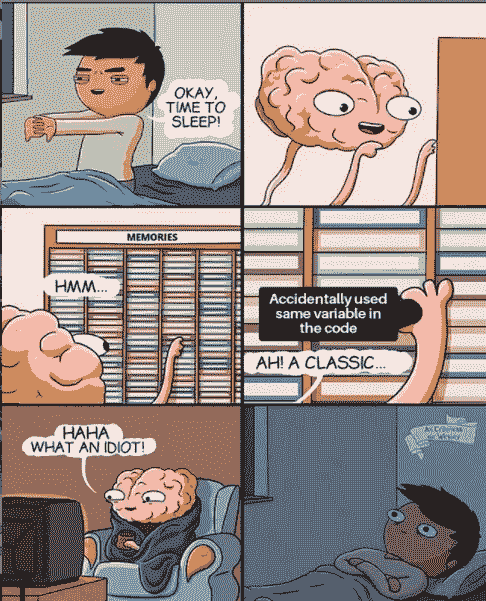 OKAY,
TIME TO
SLEEP!
MEMORIES
HMM...
Accidentally used
same variable in
the code
AH! A CLASSIC...
HAHA
WHAT AN IDIOT!